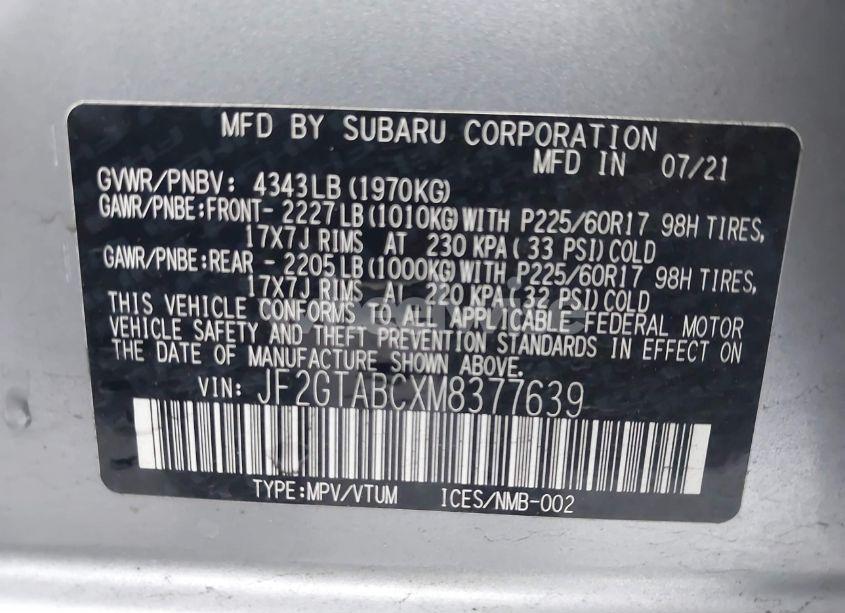 MFD BY SUBARU CORPORATION
MFD IN 07/21
GVWR/PNBV: 4343LB(1970KG)
GAWR/PNBE:FRONT- 2227LB(1010KG)WITH P225/60R17 98H TIRES,
17X7J RIMS AT 230 KPA( 33 PSI)COLD
GAWR/PNBE:REAR - 2205LB(1000KG)WITH P225/60R17 98H TIRES,
17X7J RIMS AT 220 KPA(32 PSI)COLD
THIS VEHICLE CONFORMS TO ALL APPLICABLE FEDERAL MOTOR
VEHICLE SAFETY AND THEFT PREVENTION STANDARDS IN EFFECT ON
THE DATE OF MANUFACTURE SHOWN ABOVE.
VIN: JF2GTABCXM8377639
TYPE:MPV/VTUM ICES/NMB-002